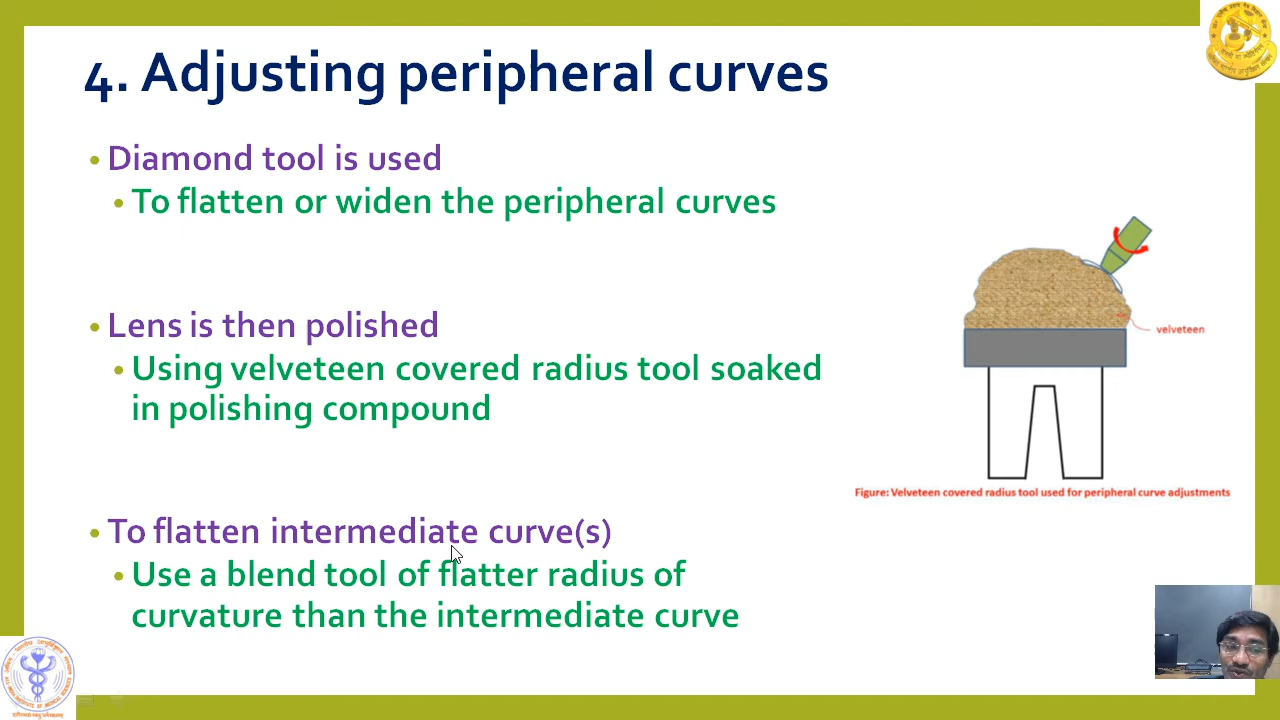 4. Adjusting peripheral curves
• Diamond tool is used
• To flatten or widen the peripheral curves
• Lens is then polished
• Using velveteen covered radius tool soaked
in polishing compound
velveteen
Figure: Velveteen covered radius tool used for peripheral curve adjustments
• To flatten intermediate curve(s)
• Use a blend tool of flatter radius of
curvature than the intermediate curve